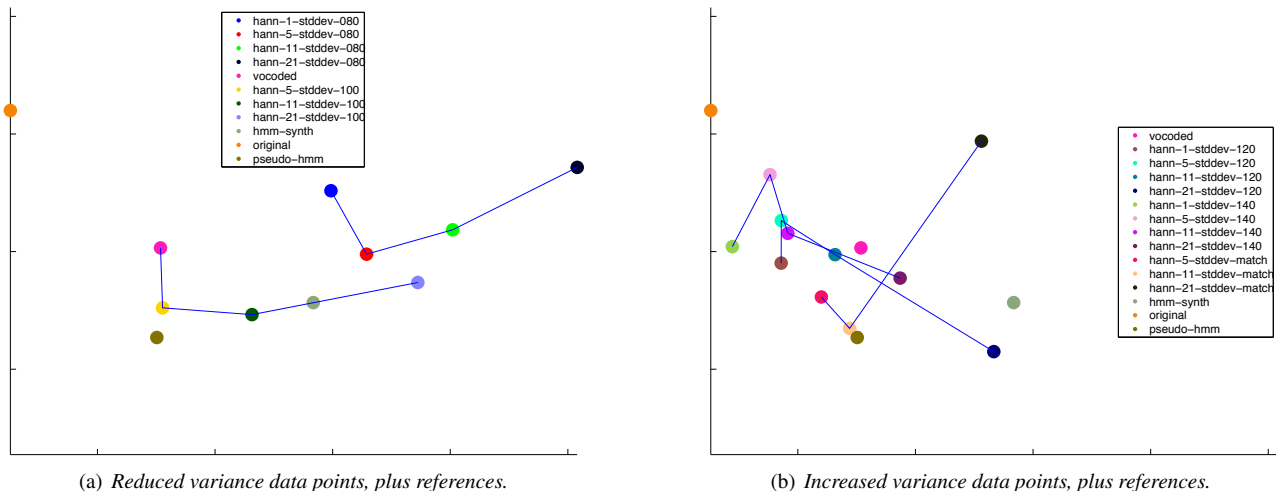 hann-1-stddev-080
hann-5-stddev-080
hann-11-stddev-080
hann-21-stddev-080
vocoded
hann-5-stddev-100
hann-11-stddev-100
hann-21-stddev-100
hmm-synth
original
pseudo-hmm
(a) Reduced variance data points, plus references.
vocoded
hann-1-stddev-120
hann-5-stddev-120
hann-11-stddev-120
hann-21-stddev-120
hann-1-stddev-140
hann-5-stddev-140
hann-11-stddev-140
hann-21-stddev-140
hann-5-stddev-match
hann-11-stddev-match
hann-21-stddev-match
hmm-synth
original
pseudo-hmm
(b) Increased variance data points, plus references.